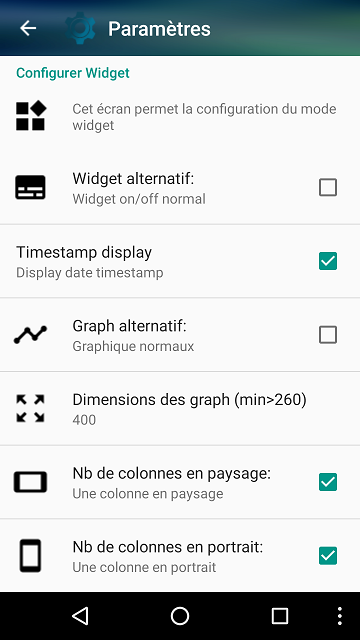 Paramètres
Configurer Widget
Cet écran permet la configuration du mode
widget
Widget alternatif:
Widget on/off normal
Timestamp display
Display date timestamp
Graph alternatif:
Graphique normaux
Dimensions des graph (min>260)
400
Nb de colonnes en paysage:
Une colonne en paysage
Nb de colonnes en portrait:
Une colonne en portrait